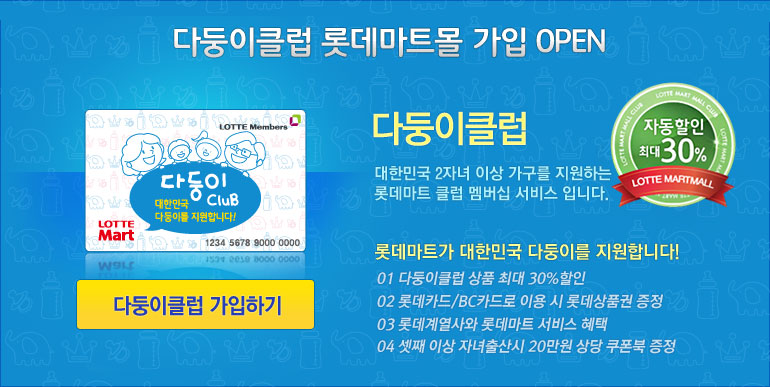 다둥이클럽 롯데마트몰 가입 OPEN
LOTTE Members
다둥이
CluB
대한민국
다둥이를 지원합니다!
LOTTE
Mart
1234 5678 9000 0000
다둥이클럽 가입하기
다둥이클럽
대한민국 2자녀 이상 가구를 지원하는
롯데마트 클럽 멤버십 서비스 입니다.
LOTTE MART MALL CLUB
자동할인
최대30%
LOTTE MARTMALL
롯데마트가 대한민국 다둥이를 지원합니다!
01 다둥이클럽 상품 최대 30%할인
02 롯데카드/BC카드로 이용 시 롯데상품권 증정
03 롯데계열사와 롯데마트 서비스 혜택
04 셋째 이상 자녀출산시 20만원 상당 쿠폰북 증정